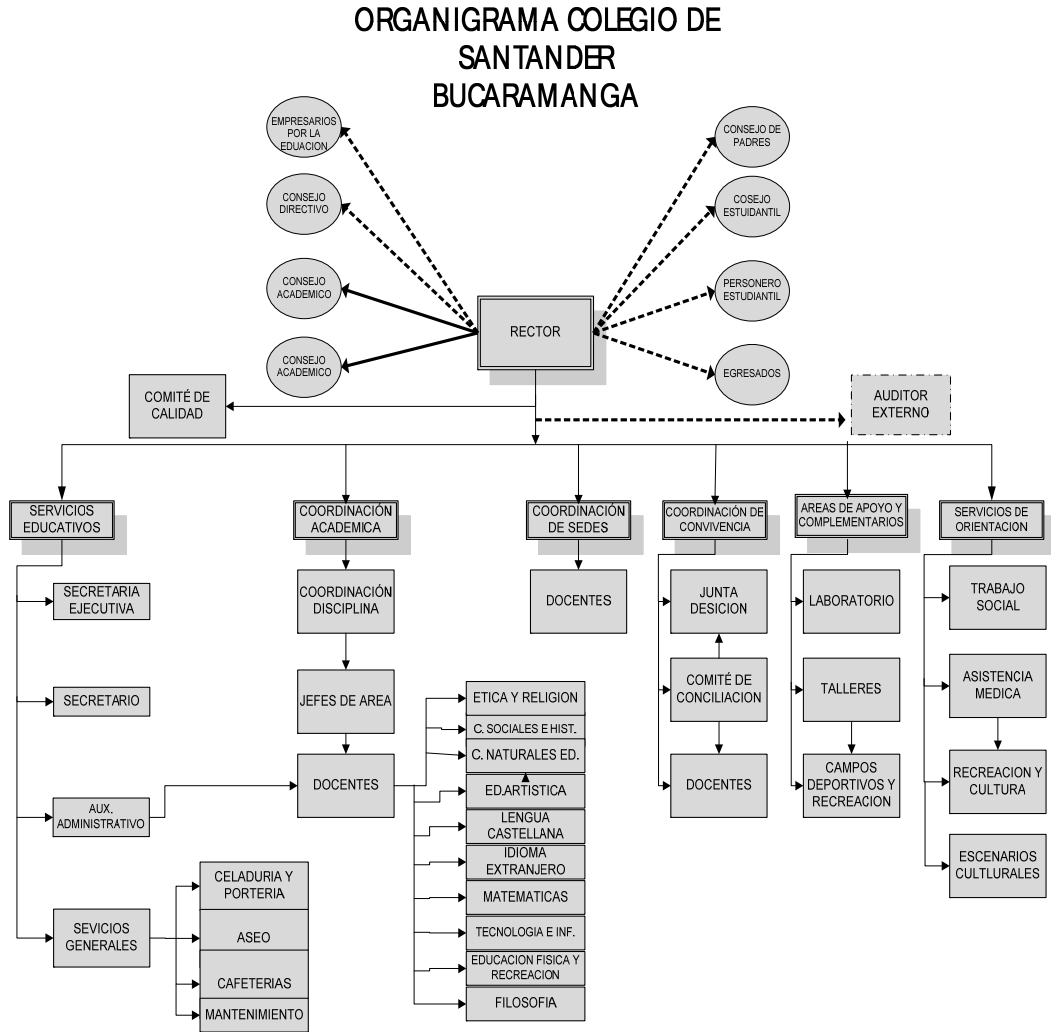 ORGANIGRAMA COLEGIO DE
SANTANDER
BUCARAMANGA
EMPRESARIOS
POR LA
EDUACION
CONSEJO
DIRECTIVO
CONSEJO
ACADEMICO
CONSEJO
ACADEMICO
CONSEJO DE
PADRES
COSEJO
ESTUIDANTIL
PERSONERO
ESTUDIANTIL
EGRESADOS
RECTOR
COMITÉ DE
CALIDAD
AUDITOR
EXTERNO
SERVICIOS
EDUCATIVOS
COORDINACIÓN
ACADEMICA
COORDINACIÓN
DE SEDES
COORDINACIÓN DE
CONVIVENCIA
AREAS DE APOYO Y
COMPLEMENTARIOS
SERVICIOS DE
ORIENTACION
SECRETARIA
EJECUTIVA
SECRETARIO
AUX.
ADMINISTRATIVO
SEVICIOS
GENERALES
CELADURIA Y
PORTERIA
ASEO
CAFETERIAS
MANTENIMIENTO
COORDINACIÓN
DISCIPLINA
JEFES DE AREA
DOCENTES
ETICA Y RELIGION
C. SOCIALES E HIST.
C. NATURALES ED.
ED.ARTISTICA
LENGUA
CASTELLANA
IDIOMA
EXTRANJERO
MATEMATICAS
TECNOLOGIA E INF.
EDUCACION FISICA Y
RECREACION
FILOSOFIA
DOCENTES
JUNTA
DESICION
COMITÉ DE
CONCILIACION
DOCENTES
LABORATORIO
TALLERES
CAMPOS
DEPORTIVOS Y
RECREACION
TRABAJO
SOCIAL
ASISTENCIA
MEDICA
RECREACION Y
CULTURA
ESCENARIOS
CULTLURALES